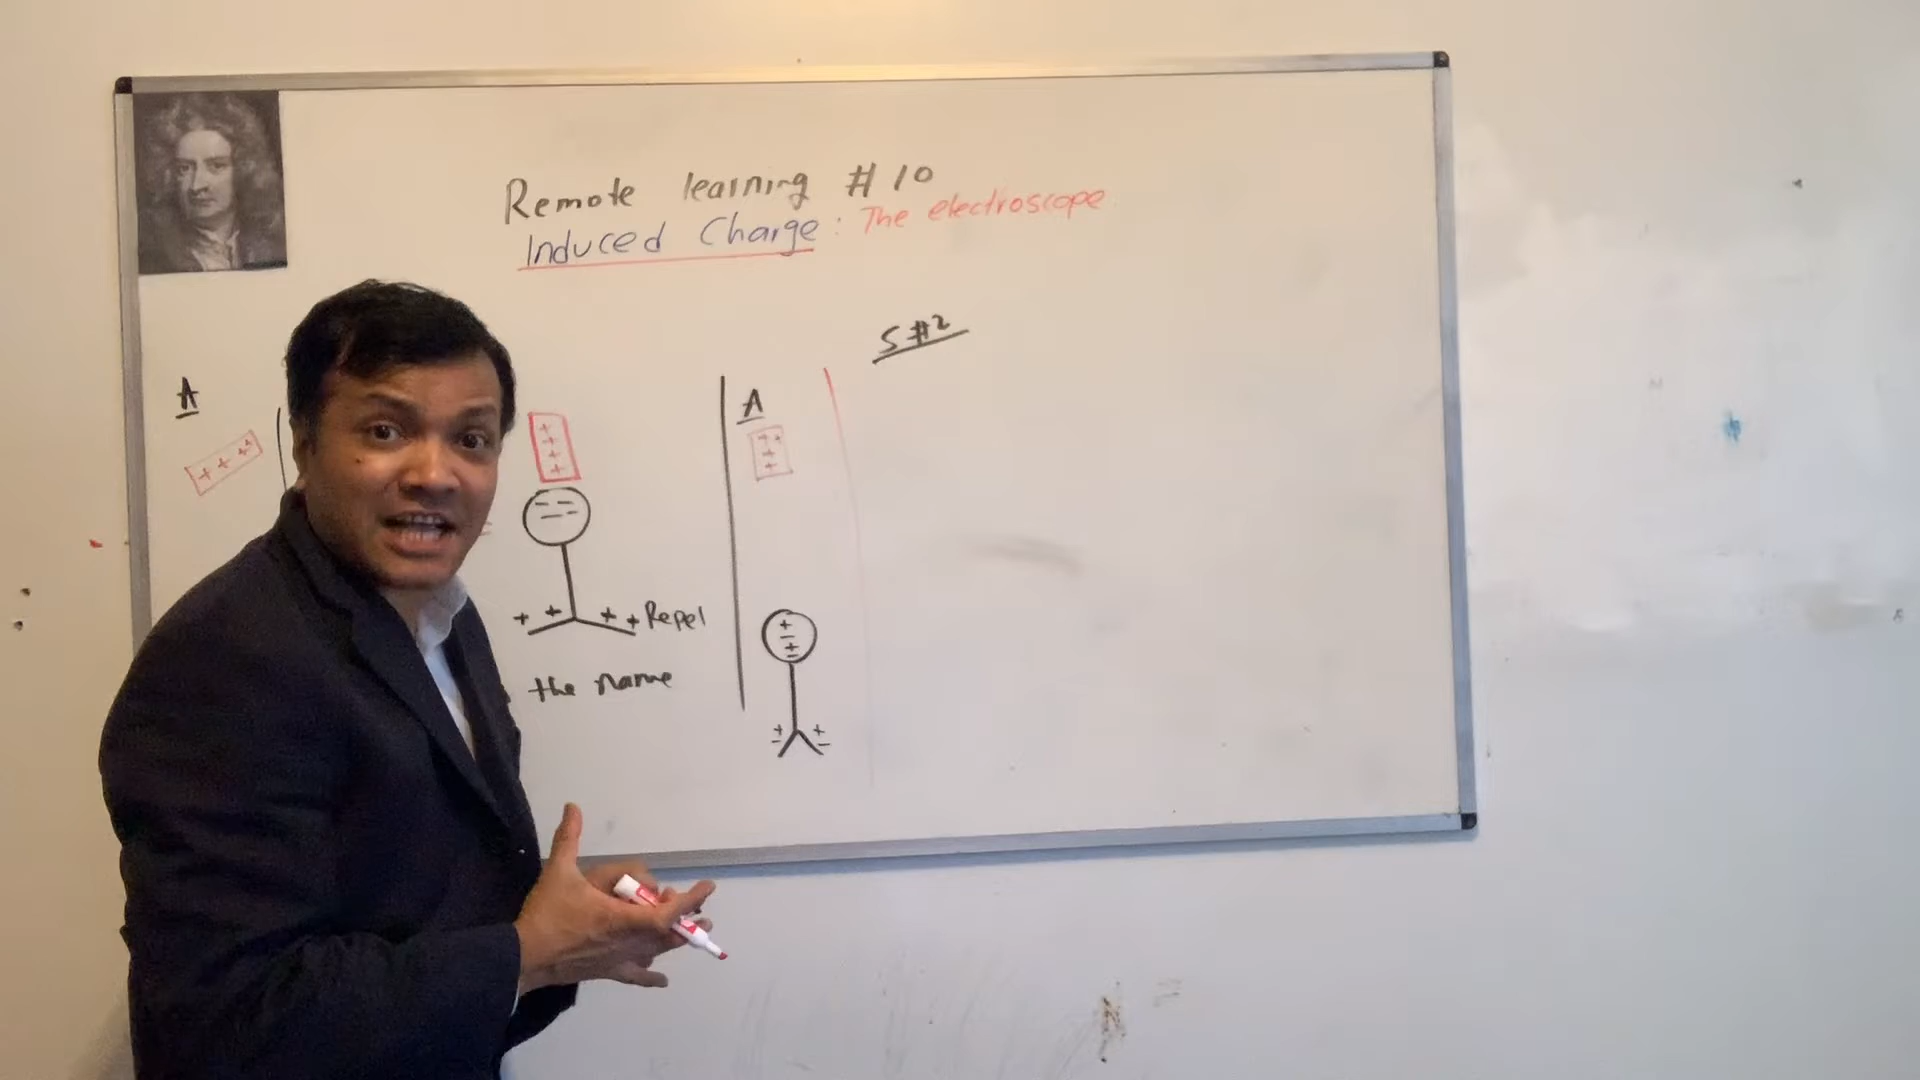 Remote learning #10
Induced Charge: The electroscope
S#2
A
+ + + +
+
+
+
+
-- --
-- --
+ + + + Repel
the name
A
+ +
+
+
+
-
+
-
+ +
- -